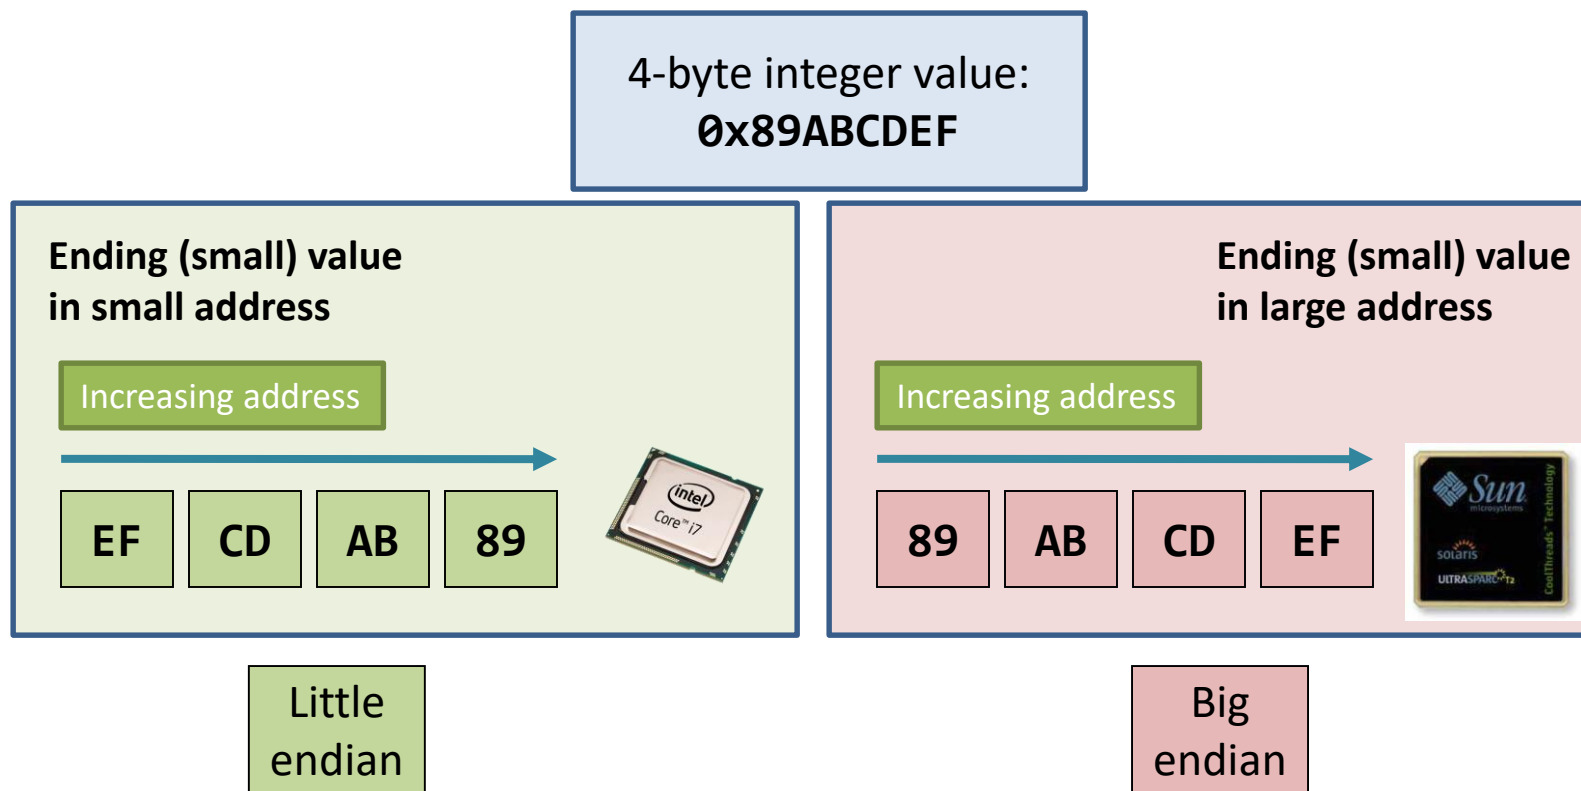 4-byte integer value:
0x89ABCDEF
Ending (small) value
in small address
Increasing address
EF CD AB 89
intel
Core™ i7
Little
endian
Ending (small) value
in large address
Increasing address
89 AB CD EF
Sun
microsystems
solaris
ULTRASPARC T2
CoolThreads™ Technology
Big
endian